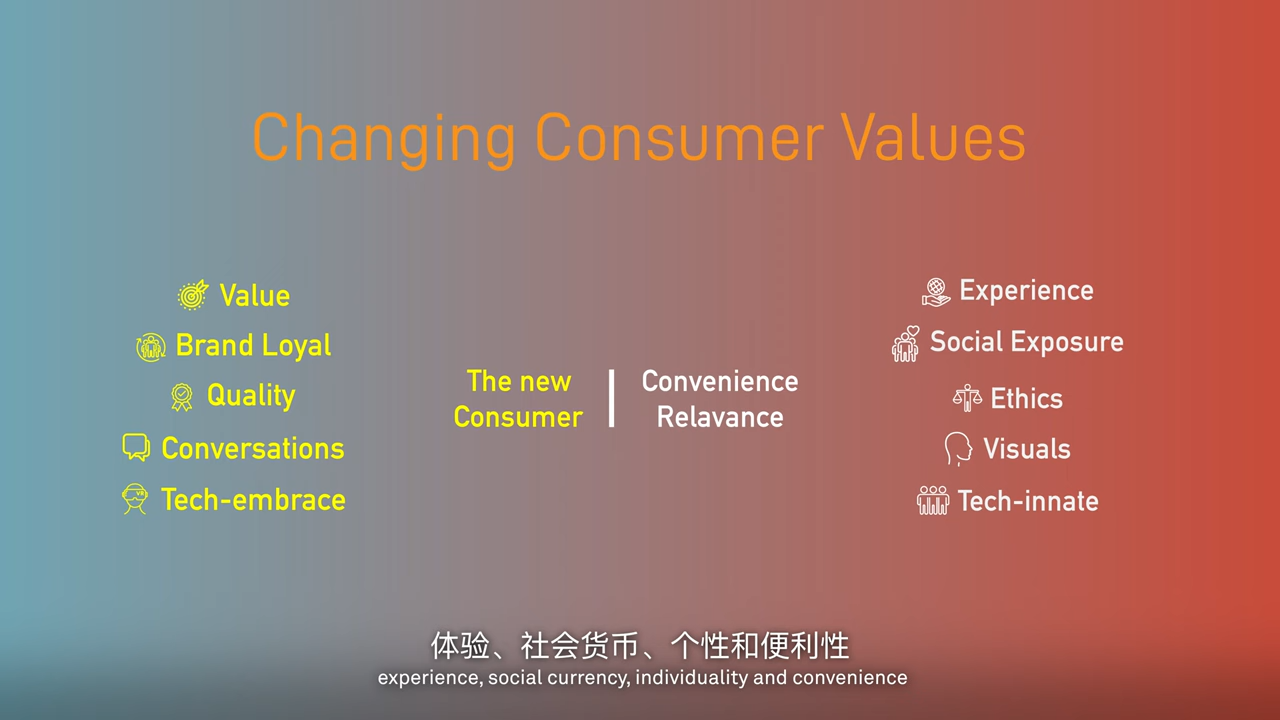 Changing Consumer Values
Value
Brand Loyal
Quality
Conversations
Tech-embrace
The new
Consumer
Convenience
Relavance
Experience
Social Exposure
Ethics
Visuals
Tech-innate
体验、社会货币、个性和便利性
experience, social currency, individuality and convenience